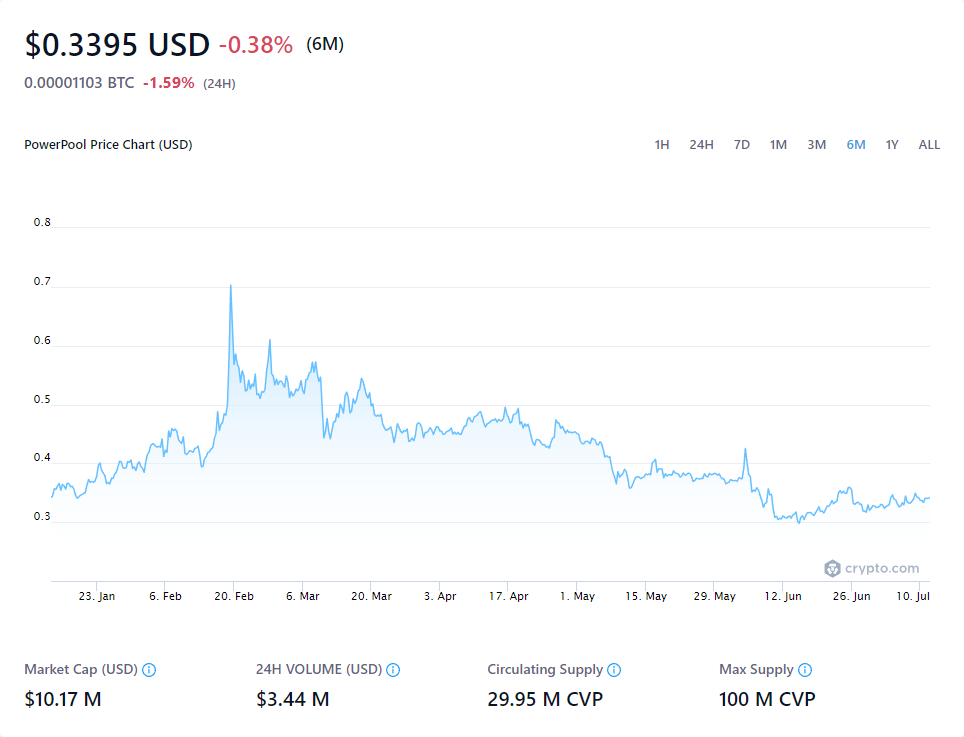 $0.3395 USD -0.38% (6M)
0.00001103 BTC -1.59% (24H)
PowerPool Price Chart (USD) 1H 24H 7D 1M 3M 6M 1Y ALL
0.8
0.7
0.6
0.5
0.4
0.3
crypto.com
23. Jan 6. Feb 20. Feb 6. Mar 20. Mar 3. Apr 17. Apr 1. May 15. May 29. May 12. Jun 26. Jun 10. Jul
Market Cap (USD) 24H VOLUME (USD) Circulating Supply Max Supply
$10.17 M $3.44 M 29.95 M CVP 100 M CVP